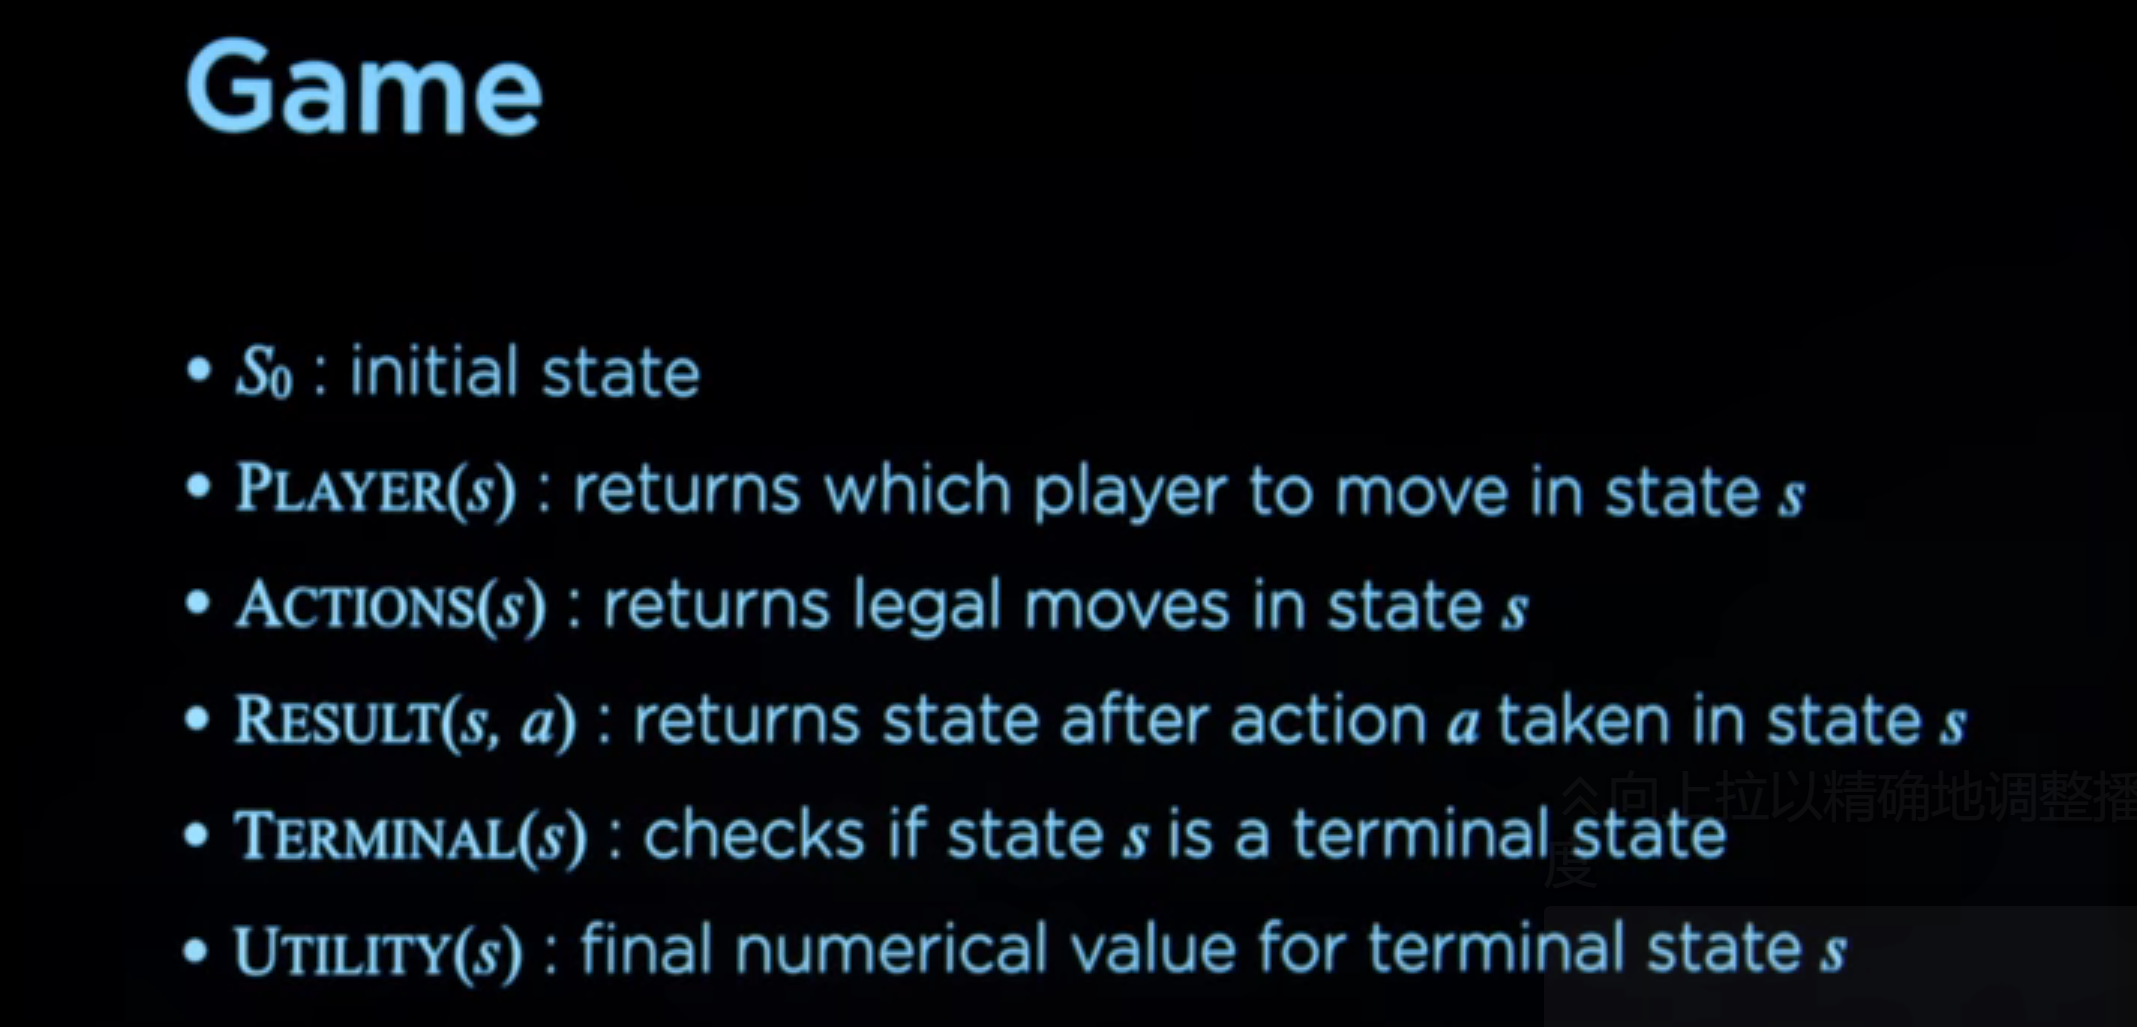 Game
• S₀ : initial state
• PLAYER(s) : returns which player to move in state s
• ACTIONS(s) : returns legal moves in state s
• RESULT(s, a) : returns state after action a taken in state s
向上拉以精确地调整播
• TERMINAL(s) : checks if state s is a terminal state
度
• UTILITY(s) : final numerical value for terminal state s